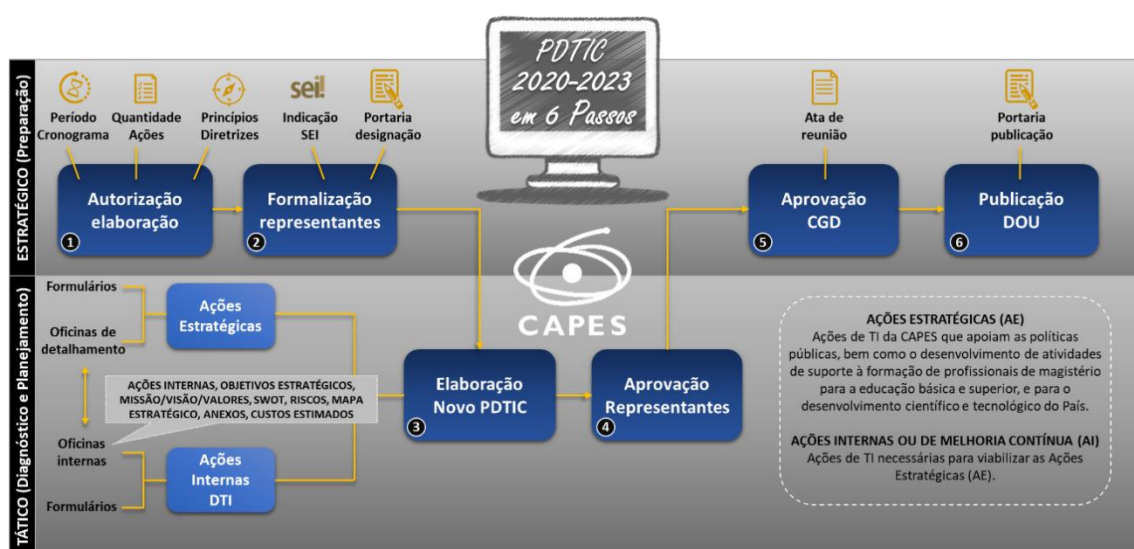 PDTIC
2020-2023
em 6 Passos
ESTRATÉGICO (Preparação)
Período
Cronograma
Quantidade
Ações
Princípios
Diretrizes
sei!
Indicação
SEI
Portaria
designação
Ata de
reunião
Portaria
publicação
Autorização
elaboração
1
Formalização
representantes
2
Aprovação
CGD
5
Publicação
DOU
6
CAPES
TÁTICO (Diagnóstico e Planejamento)
Formulários
Oficinas de
detalhamento
Ações
Estratégicas
AÇÕES INTERNAS, OBJETIVOS ESTRATÉGICOS,
MISSÃO/VISÃO/VALORES, SWOT, RISCOS, MAPA
ESTRATÉGICO, ANEXOS, CUSTOS ESTIMADOS
Oficinas
internas
Formulários
Ações
Internas
DTI
Elaboração
Novo PDTIC
3
Aprovação
Representantes
4
AÇÕES ESTRATÉGICAS (AE)
Ações de TI da CAPES que apoiam as políticas
públicas, bem como o desenvolvimento de atividades
de suporte à formação de profissionais de magistério
para a educação básica e superior, e para o
desenvolvimento científico e tecnológico do País.
AÇÕES INTERNAS OU DE MELHORIA CONTÍNUA (AI)
Ações de TI necessárias para viabilizar as Ações
Estratégicas (AE).